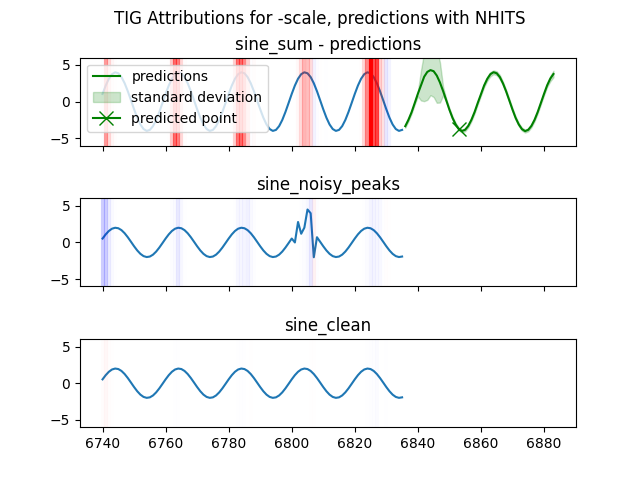 TIG Attributions for -scale, predictions with NHITS
sine_sum - predictions
5
0
−5
predictions
standard deviation
predicted point
sine_noisy_peaks
5
0
−5
sine_clean
5
0
−5
6740 6760 6780 6800 6820 6840 6860 6880